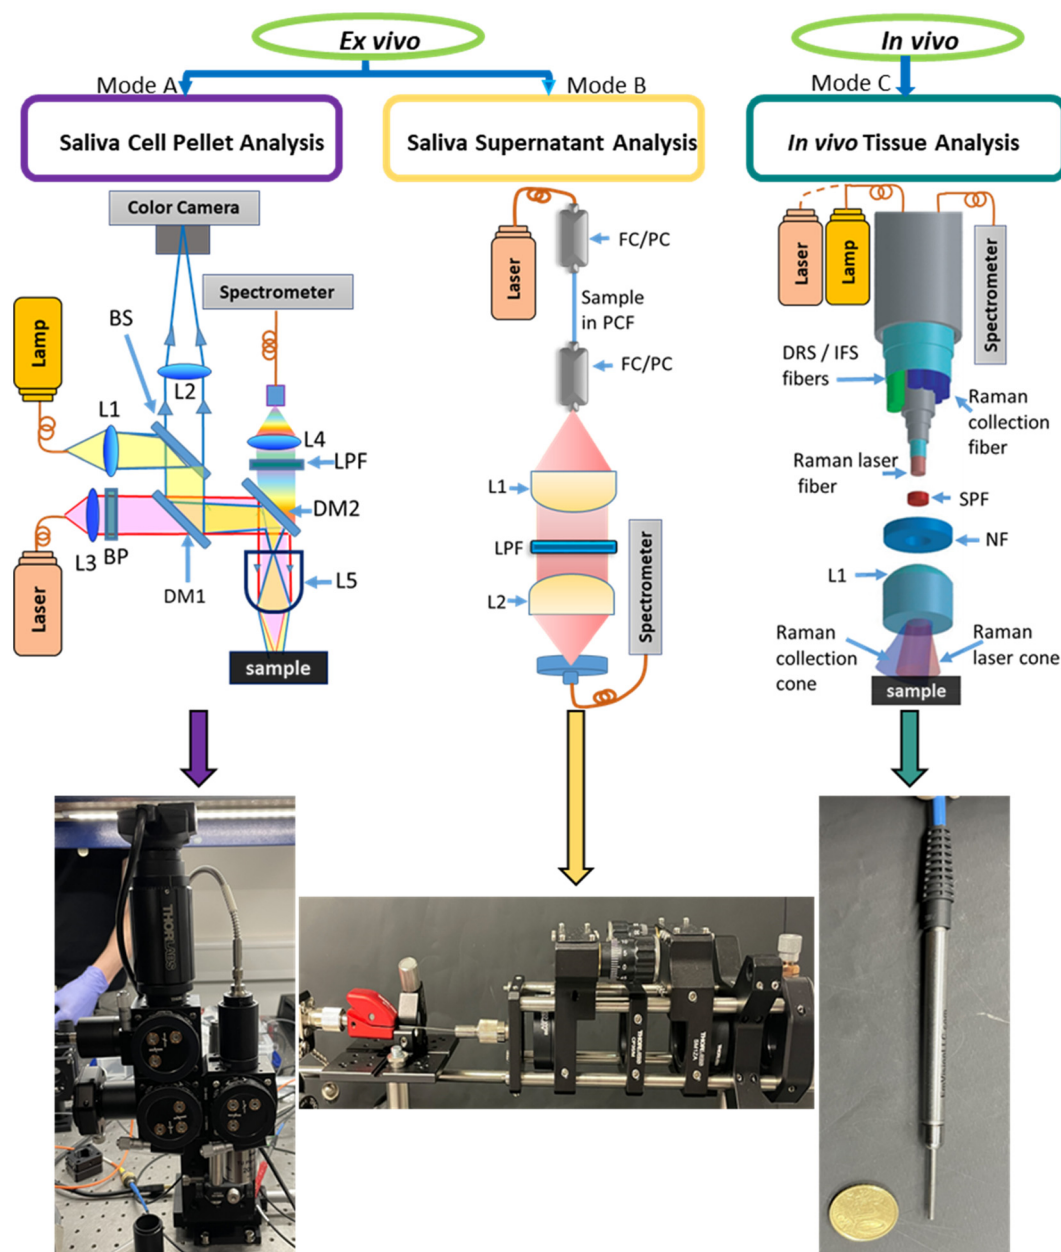 Ex vivo
In vivo
Mode A
Mode B
Mode C
Saliva Cell Pellet Analysis
Saliva Supernatant Analysis
In vivo Tissue Analysis
Color Camera
Spectrometer
Lamp
BS
L2
L1
L4
LPF
DM2
L3
BP
DM1
L5
Laser
sample
Laser
FC/PC
Sample
in PCF
FC/PC
L1
LPF
L2
Spectrometer
Laser
Lamp
Spectrometer
DRS / IFS
fibers
Raman
collection
fiber
Raman laser
fiber
SPF
NF
L1
Raman
collection
cone
Raman
laser cone
sample
THORLABS
THORLABS
THORLABS